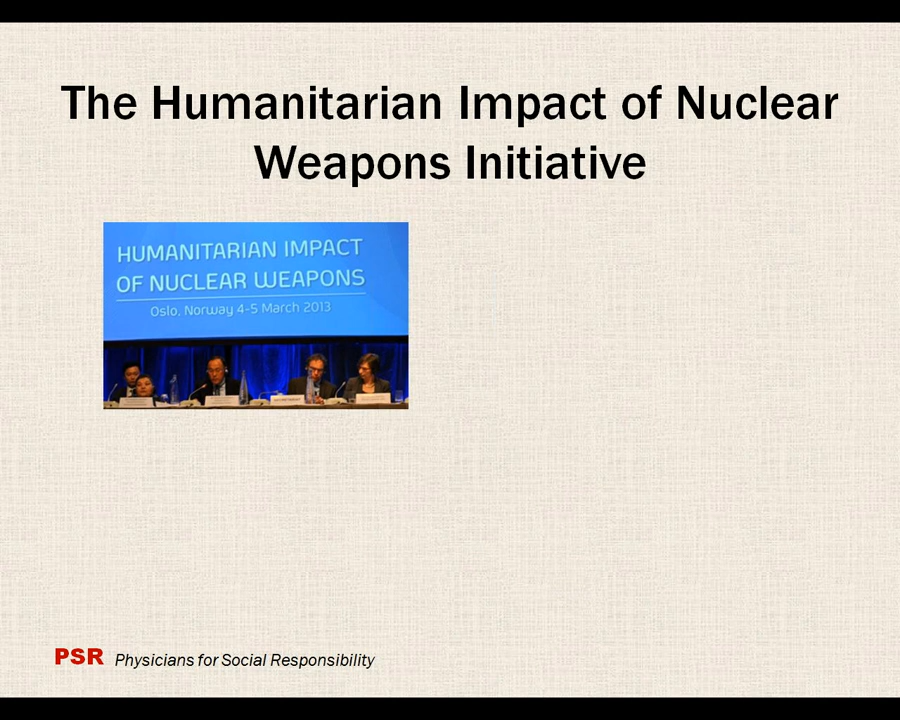 The Humanitarian Impact of Nuclear
Weapons Initiative
HUMANITARIAN IMPACT
OF NUCLEAR WEAPONS
Oslo, Norway 4-5 March 2013
PSR Physicians for Social Responsibility